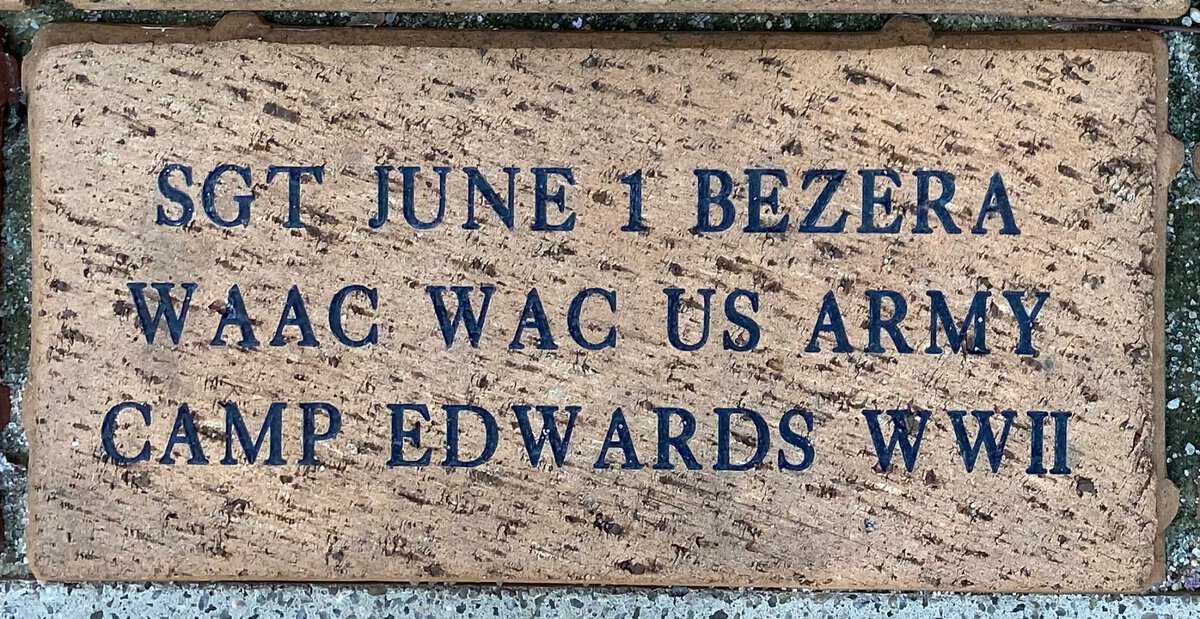 SGT JUNE 1 BEZERA
WAAC WAC US ARMY
CAMP EDWARDS WWII